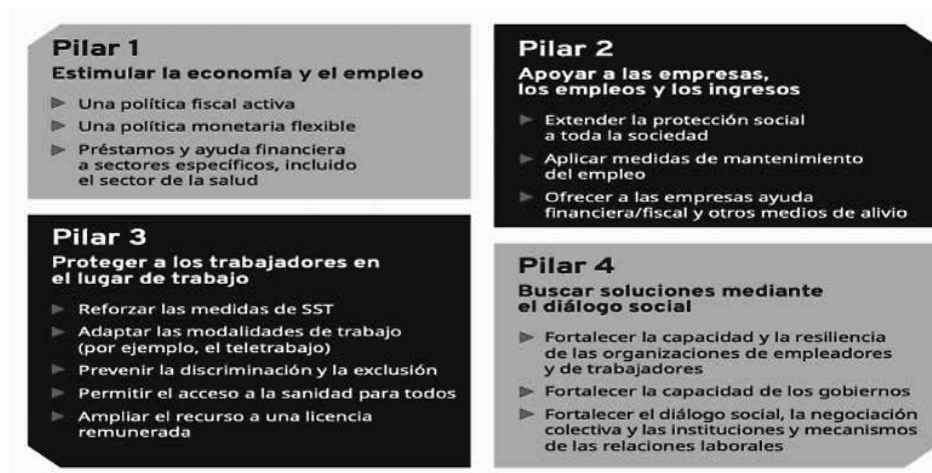 Pilar 1
Estimular la economía y el empleo
Una política fiscal activa
Una política monetaria flexible
Préstamos y ayuda financiera
a sectores específicos, incluido
el sector de la salud
Pilar 2
Apoyar a las empresas,
los empleos y los ingresos
Extender la protección social
a toda la sociedad
Aplicar medidas de mantenimiento
del empleo
Ofrecer a las empresas ayuda
financiera/fiscal y otros medios de alivio
Pilar 3
Proteger a los trabajadores en
el lugar de trabajo
Reforzar las medidas de SST
Adaptar las modalidades de trabajo
(por ejemplo, el teletrabajo)
Prevenir la discriminación y la exclusión
Permitir el acceso a la sanidad para todos
Ampliar el recurso a una licencia
remunerada
Pilar 4
Buscar soluciones mediante
el diálogo social
Fortalecer la capacidad y la resiliencia
de las organizaciones de empleadores
y de trabajadores
Fortalecer la capacidad de los gobiernos
Fortalecer el diálogo social, la negociación
colectiva y las instituciones y mecanismos
de las relaciones laborales